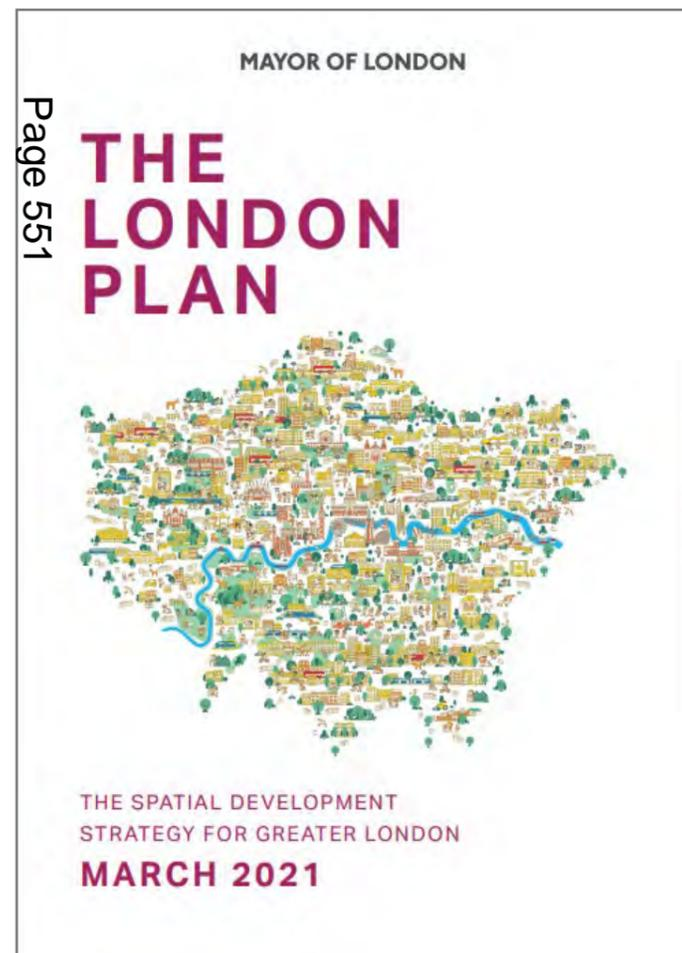 MAYOR OF LONDON
Page 551
THE
LONDON
PLAN
THE SPATIAL DEVELOPMENT
STRATEGY FOR GREATER LONDON
MARCH 2021